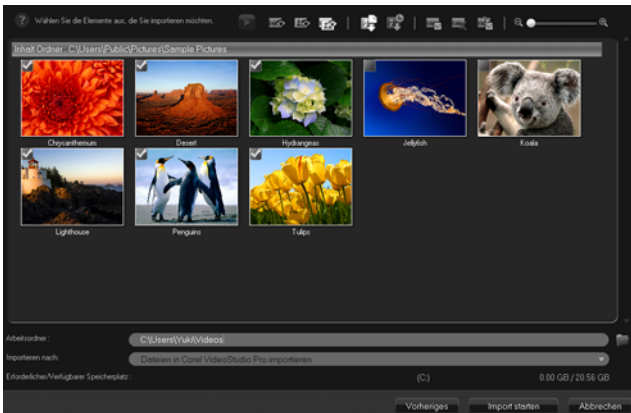 Wählen Sie die Elemente aus, die Sie importieren möchten.
Inhalt Ordner : C:\Users\Public\Pictures\Sample Pictures
Chrysanthemum Desert Hydrangeas Jellyfish Koala
Lighthouse Penguins Tulips
Arbeitsordner : C:\Users\Yuki\Videos
Importieren nach: Dateien in Corel VideoStudio Pro importieren
Erforderlicher/Verfügbarer Speicherplatz : (C:) 0.00 GB / 20.56 GB
Vorheriges Import starten Abbrechen